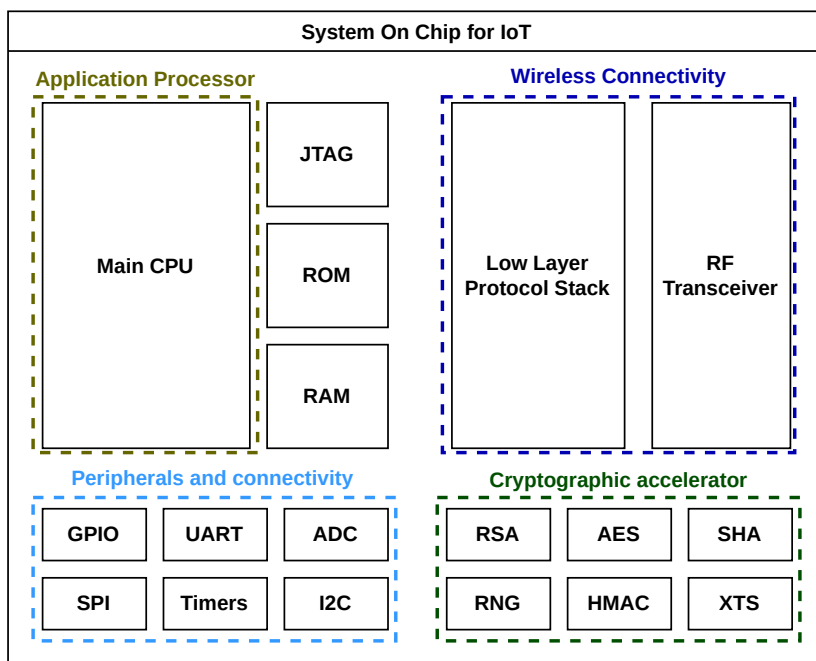 System On Chip for IoT
Application Processor
Wireless Connectivity
Main CPU
JTAG
ROM
RAM
Low Layer
Protocol Stack
RF
Transceiver
Peripherals and connectivity
GPIO
UART
ADC
SPI
Timers
I2C
Cryptographic accelerator
RSA
AES
SHA
RNG
HMAC
XTS